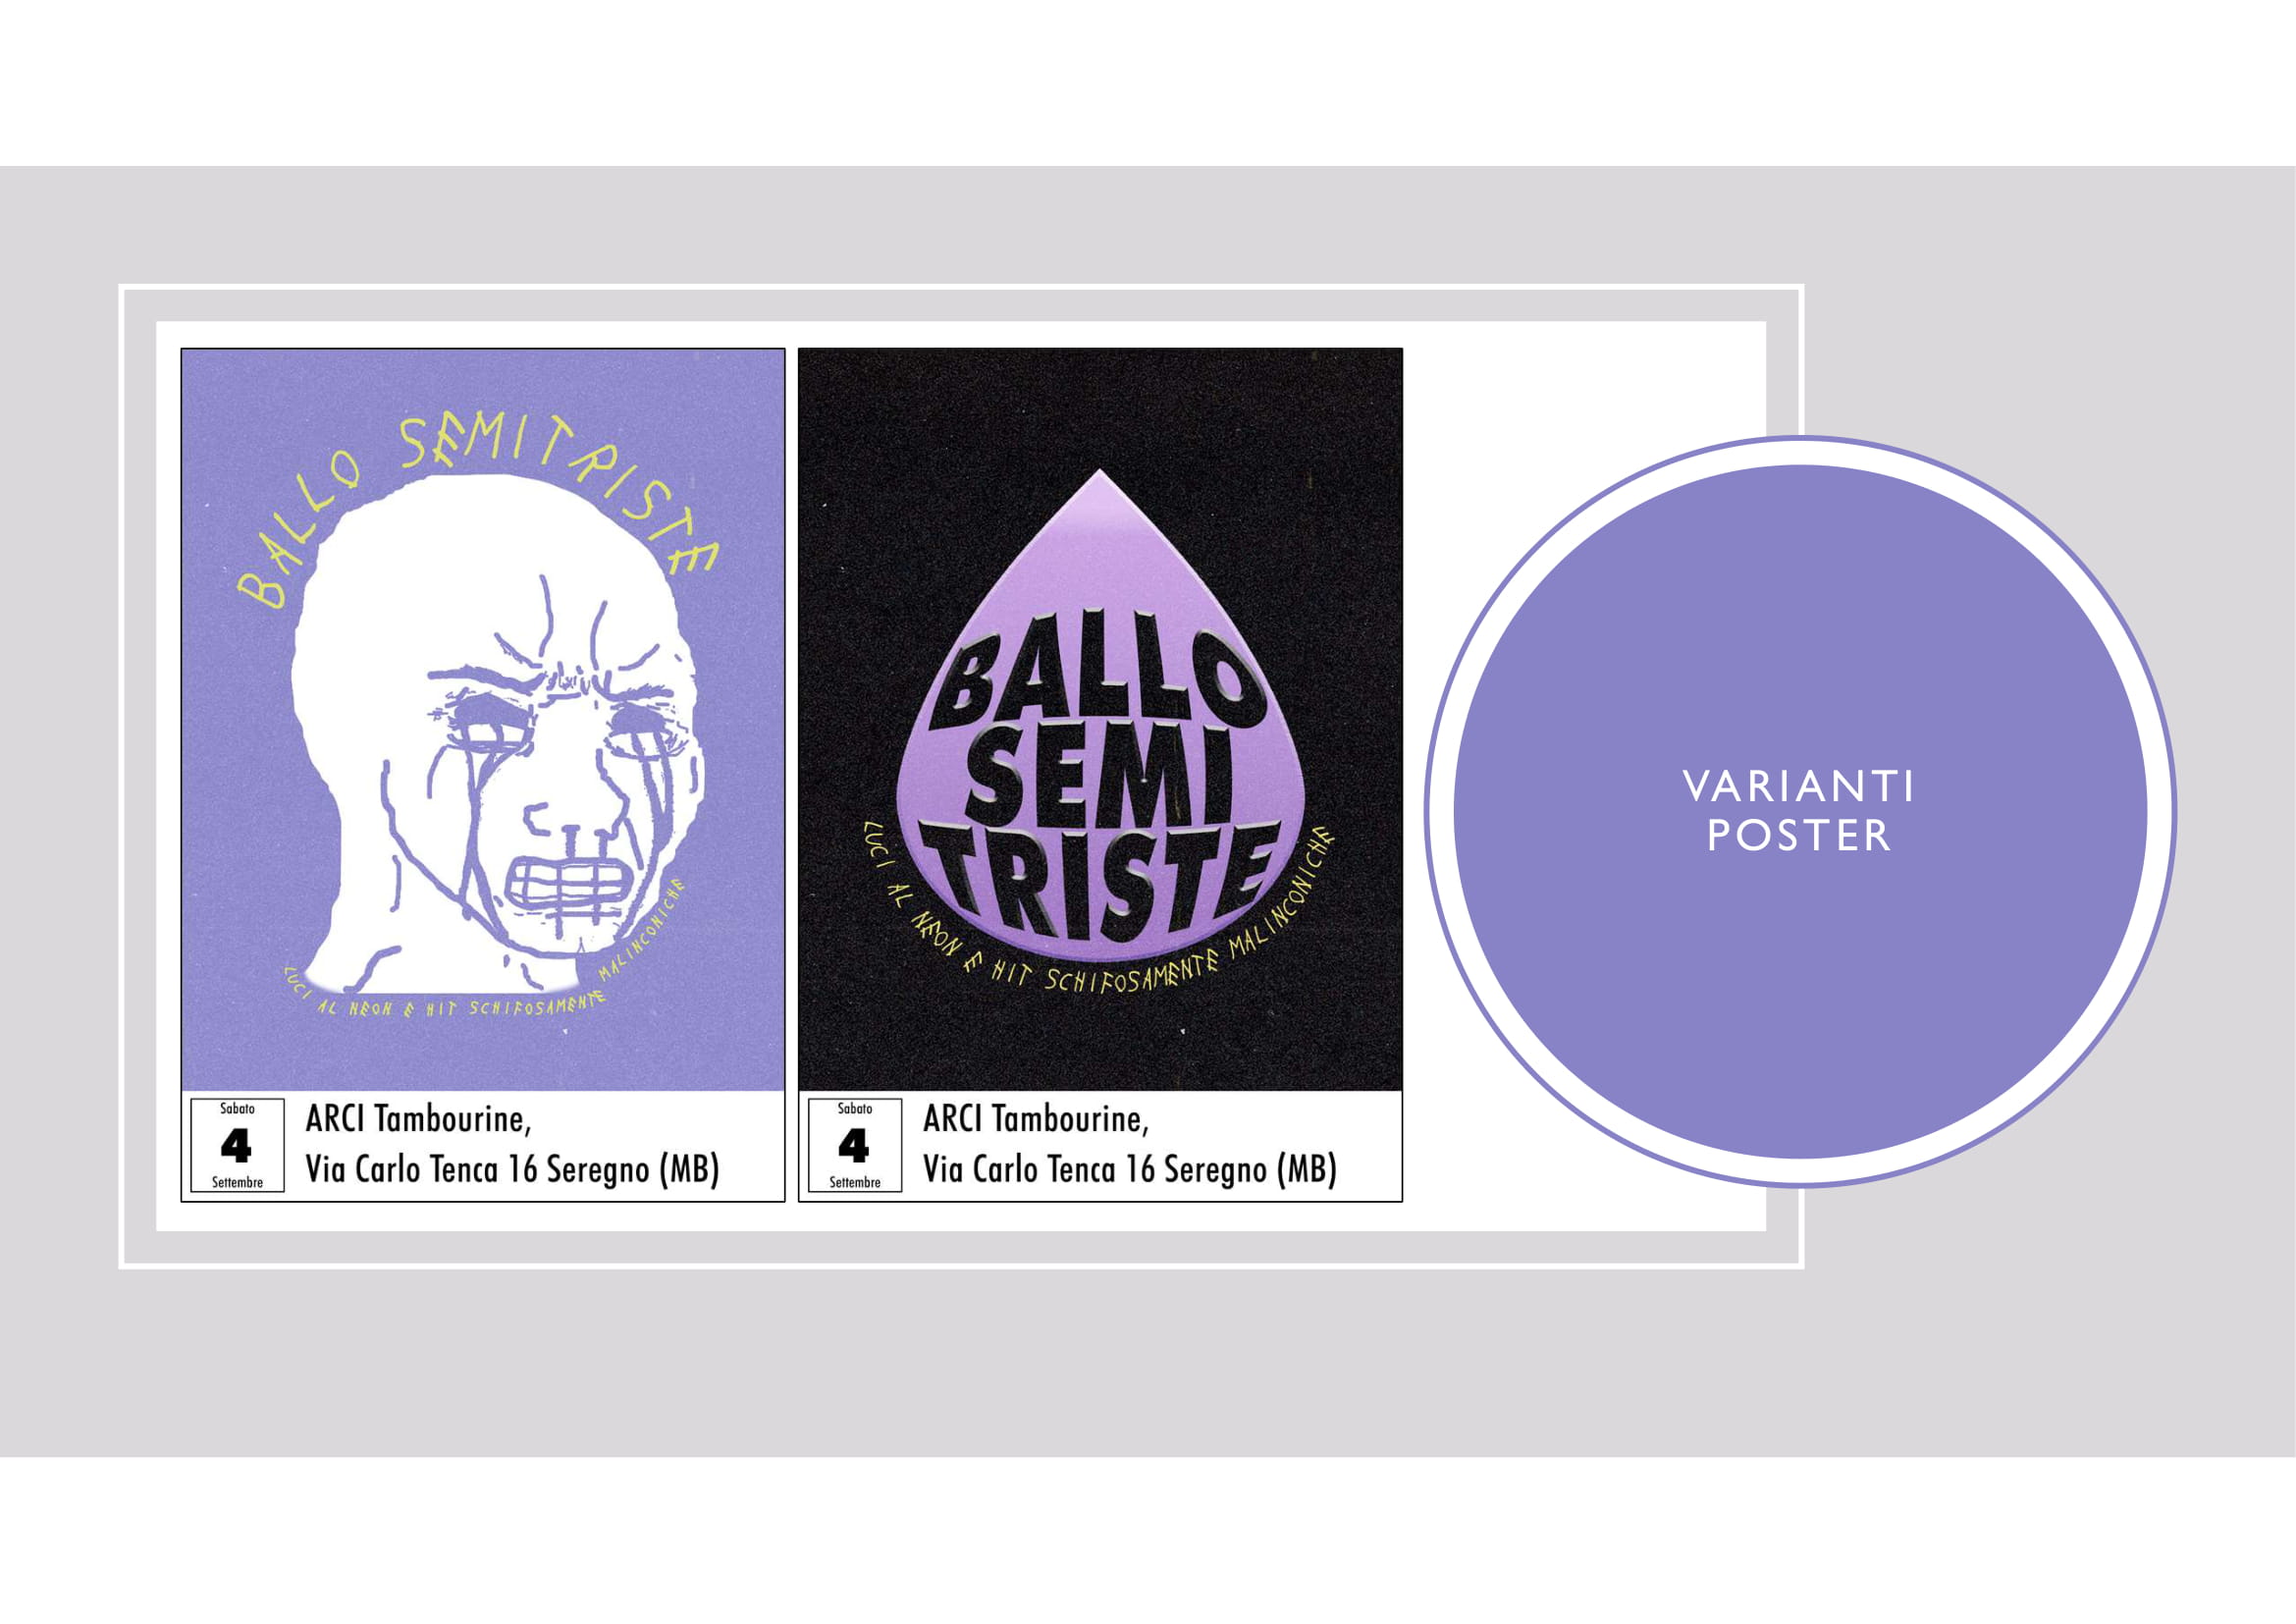 BALLO SEMITRISTE
LUCI AL NEON E HIT SCHIFOSAMENTE MALINCONICHE
Sabato
4
Settembre
ARCI Tambourine,
Via Carlo Tenca 16 Seregno (MB)
BALLO
SEMI
TRISTE
LUCI AL NEON E HIT SCHIFOSAMENTE MALINCONICHE
Sabato
4
Settembre
ARCI Tambourine,
Via Carlo Tenca 16 Seregno (MB)
VARIANTI
POSTER